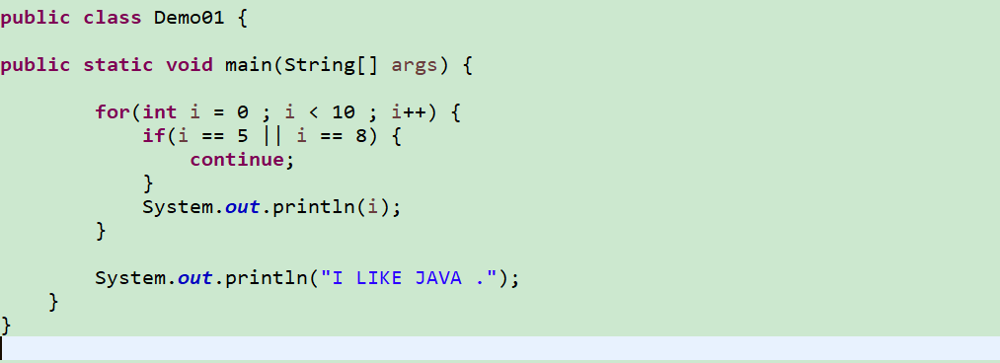 public class Demo01 {
public static void main(String[] args) {
for(int i = 0 ; i < 10 ; i++) {
if(i == 5 || i == 8) {
continue;
}
System.out.println(i);
}
System.out.println("I LIKE JAVA .");
}
}